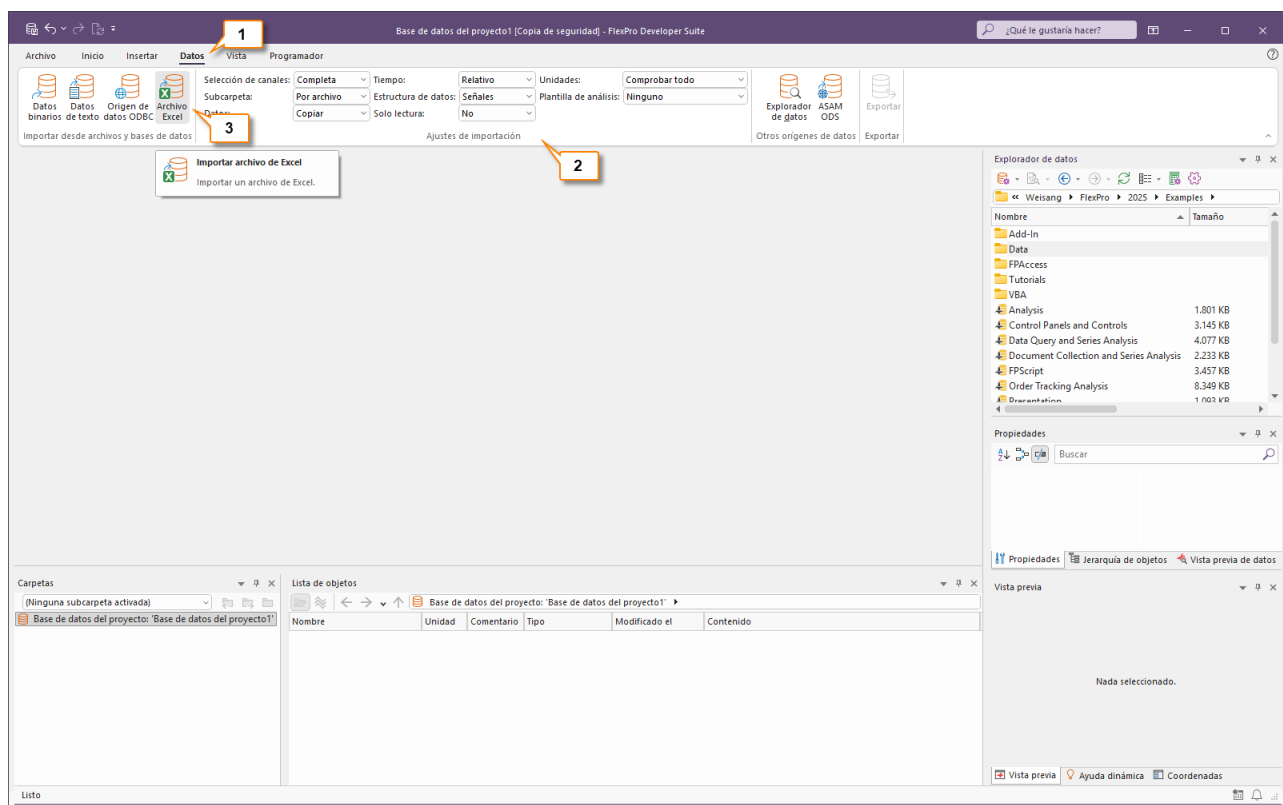 Base de datos del proyecto1 [Copia de seguridad] - FlexPro Developer Suite
¿Qué le gustaría hacer?
1
Archivo Inicio Insertar Datos Vista Programador
Datos binarios
Datos de texto
Origen de datos ODBC
Archivo Excel
Importar desde archivos y bases de datos
3
Selección de canales: Completa
Subcarpeta: Por archivo
Copiar
Tiempo: Relativo
Estructura de datos: Señales
Solo lectura: No
Unidades: Comprobar todo
Plantilla de análisis: Ninguno
Ajustes de importación
2
Explorador de datos
ASAM ODS
Otros orígenes de datos
Exportar
Exportar
Importar archivo de Excel
Importar un archivo de Excel.
Explorador de datos
« Weisang FlexPro 2025 Examples
Nombre Tamaño
Add-In
Data
FPAccess
Tutorials
VBA
Analysis 1.801 KB
Control Panels and Controls 3.145 KB
Data Query and Series Analysis 4.077 KB
Document Collection and Series Analysis 2.233 KB
FPScript 3.457 KB
Order Tracking Analysis 8.349 KB
Presentation 1.093 KB
Propiedades
Buscar
Propiedades Jerarquía de objetos Vista previa de datos
Carpetas
(Ninguna subcarpeta activada)
Base de datos del proyecto: 'Base de datos del proyecto1'
Lista de objetos
Base de datos del proyecto: 'Base de datos del proyecto1'
Nombre Unidad Comentario Tipo Modificado el Contenido
Vista previa
Nada seleccionado.
Vista previa Ayuda dinámica Coordenadas
Listo